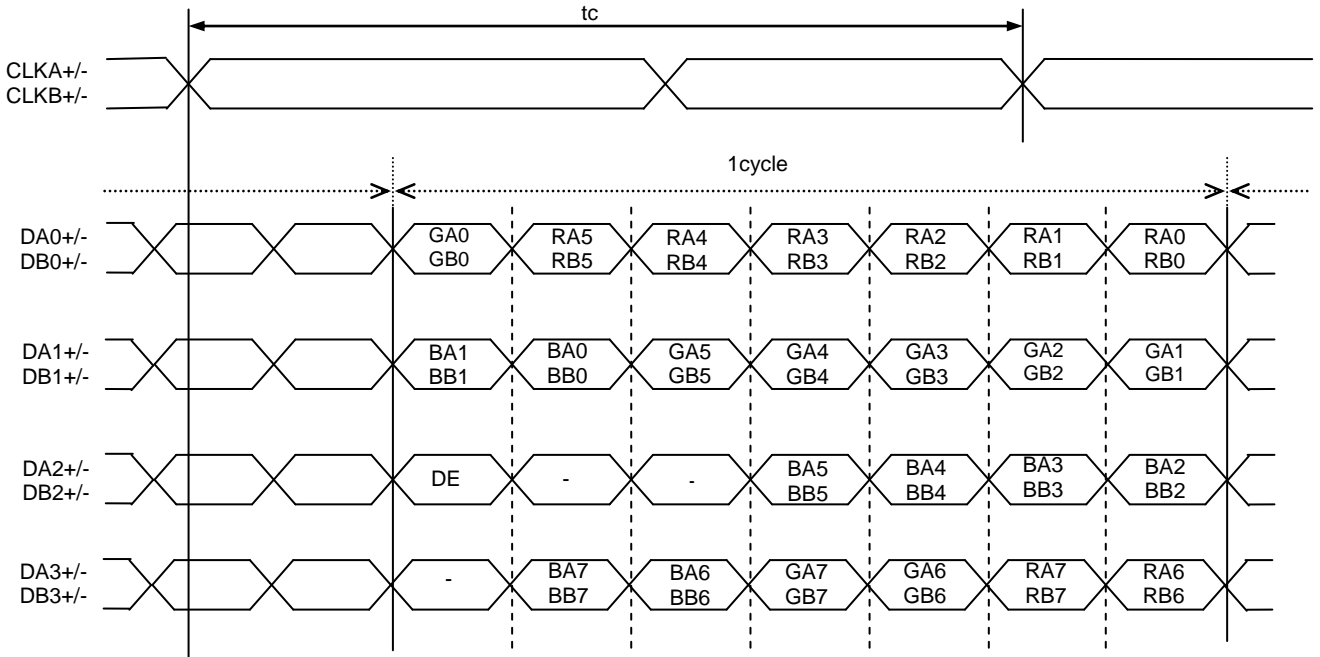 tc
CLKA+/-
CLKB+/-
1cycle
DA0+/-
DB0+/-
GA0 RA5 RA4 RA3 RA2 RA1 RA0
GB0 RB5 RB4 RB3 RB2 RB1 RB0
DA1+/-
DB1+/-
BA1 BA0 GA5 GA4 GA3 GA2 GA1
BB1 BB0 GB5 GB4 GB3 GB2 GB1
DA2+/-
DB2+/-
DE - - BA5 BA4 BA3 BA2
BB5 BB4 BB3 BB2
DA3+/-
DB3+/-
- BA7 BA6 GA7 GA6 RA7 RA6
BB7 BB6 GB7 GB6 RB7 RB6